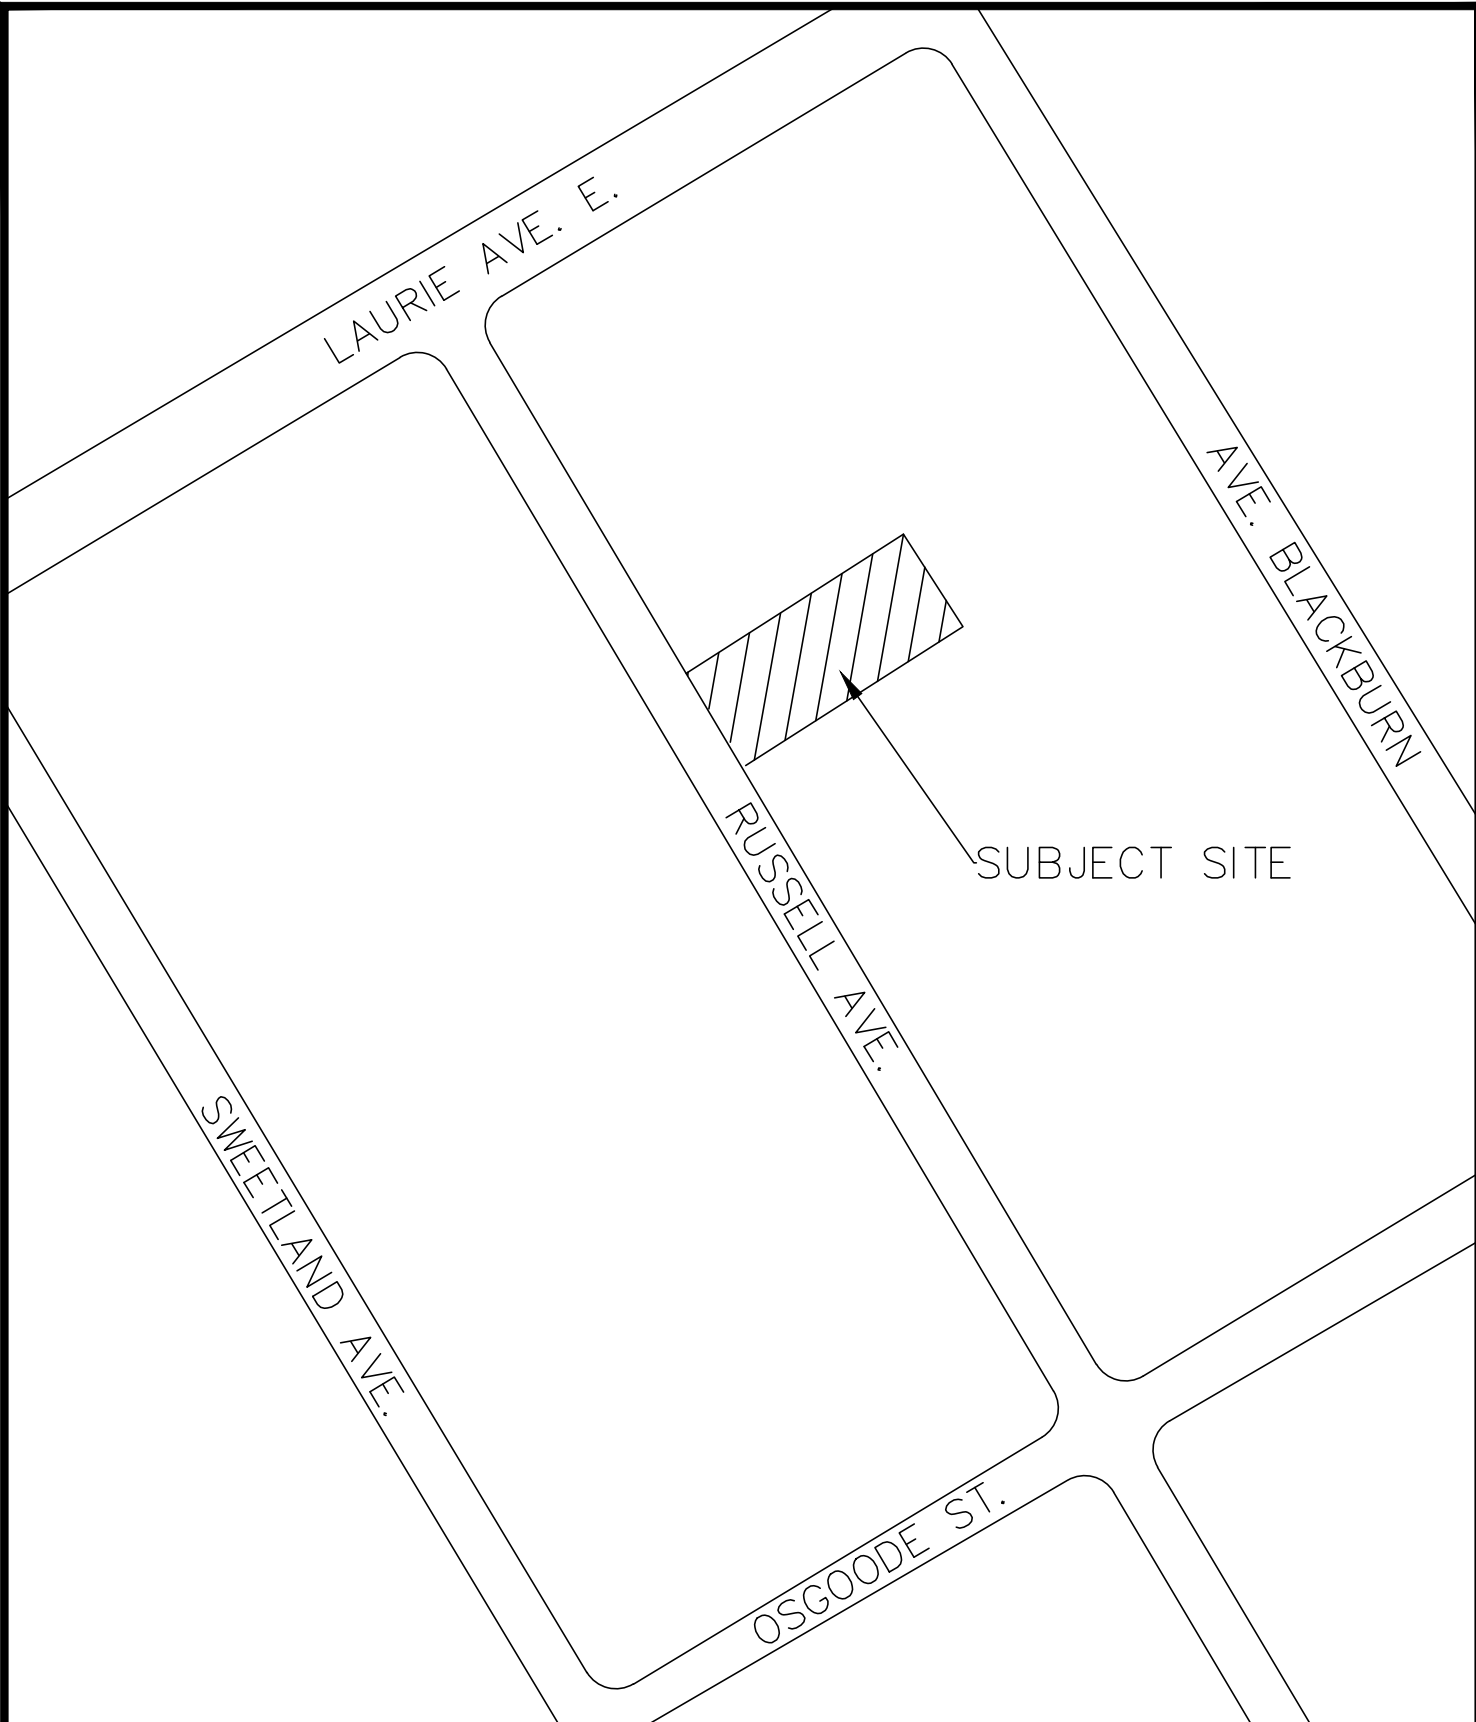 LAURIE AVE. E.
AVE. BLACKBURN
RUSSELL AVE.
SUBJECT SITE
SWEETLAND AVE.
OSGOODE ST.